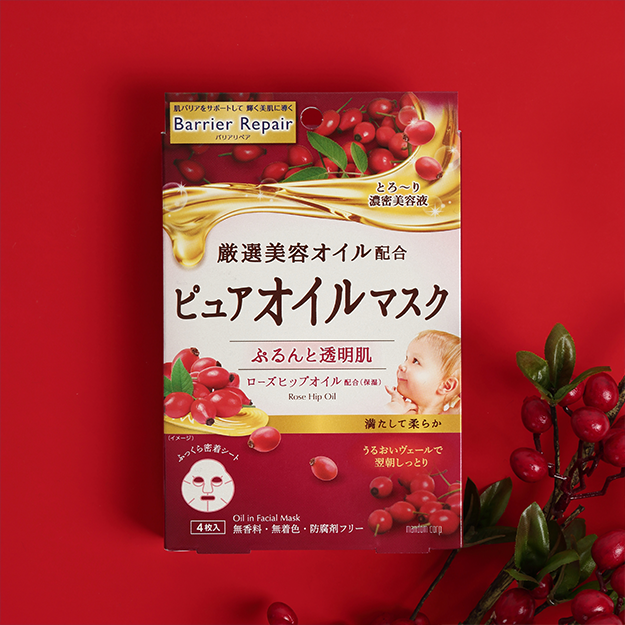 肌バリアをサポートして 輝く美肌に導く
Barrier Repair
バリアリペア
とろ〜り
濃密美容液
厳選美容オイル配合
ピュアオイルマスク
ぷるんと透明肌
ローズヒップオイル 配合(保湿)
Rose Hip Oil
満たして柔らか
(イメージ)
ふっくら密着シート
うるおいヴェールで
翌朝しっとり
4枚入
Oil in Facial Mask
無香料・無着色・防腐剤フリー
mandom corp